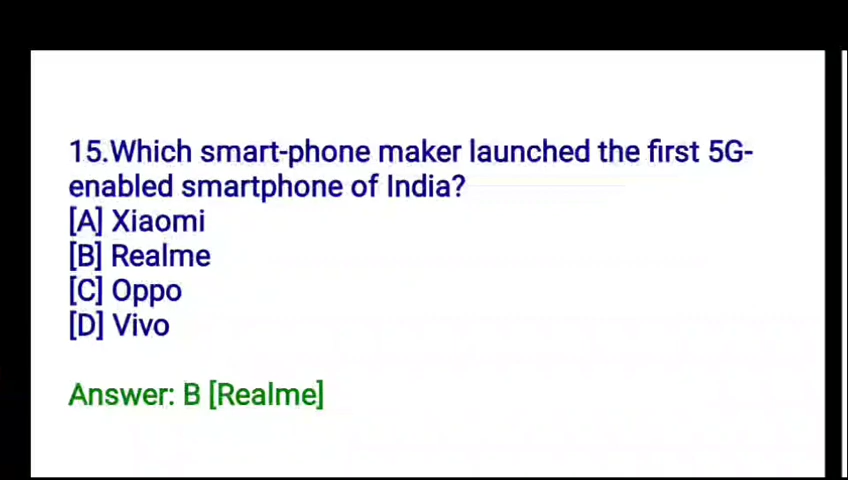 15.Which smart-phone maker launched the first 5G-
enabled smartphone of India?
[A] Xiaomi
[B] Realme
[C] Oppo
[D] Vivo
Answer: B [Realme]